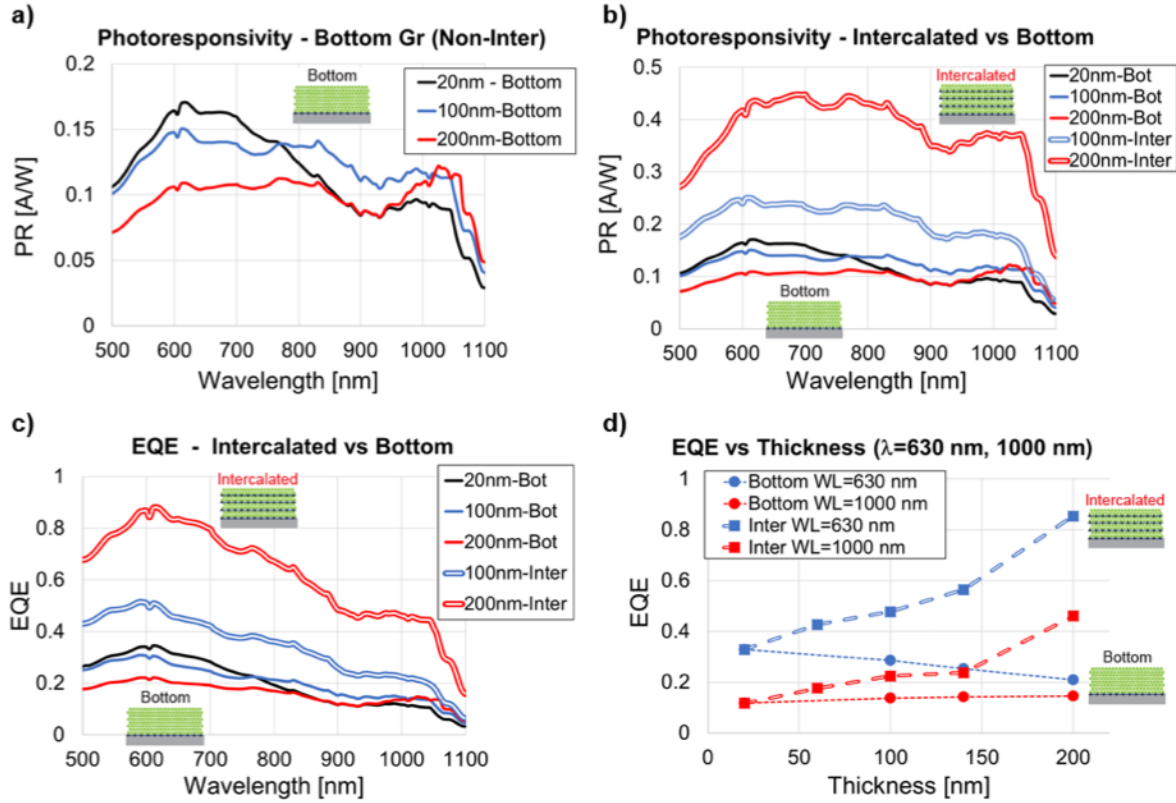 a)
Photoresponsivity - Bottom Gr (Non-Inter)
0.2
0.15
0.1
0.05
0
PR [A/W]
Bottom
20nm - Bottom
100nm-Bottom
200nm-Bottom
500 600 700 800 900 1000 1100
Wavelength [nm]
b)
Photoresponsivity - Intercalated vs Bottom
0.5
0.4
0.3
0.2
0.1
0
PR [A/W]
Intercalated
20nm-Bot
100nm-Bot
200nm-Bot
100nm-Inter
200nm-Inter
Bottom
500 600 700 800 900 1000 1100
Wavelength [nm]
c)
EQE - Intercalated vs Bottom
1
0.8
0.6
0.4
0.2
0
EQE
Intercalated
20nm-Bot
100nm-Bot
200nm-Bot
100nm-Inter
200nm-Inter
Bottom
500 600 700 800 900 1000 1100
Wavelength [nm]
d)
EQE vs Thickness (λ=630 nm, 1000 nm)
1
0.8
0.6
0.4
0.2
0
EQE
Bottom WL=630 nm
Bottom WL=1000 nm
Inter WL=630 nm
Inter WL=1000 nm
Intercalated
Bottom
0 50 100 150 200
Thickness [nm]